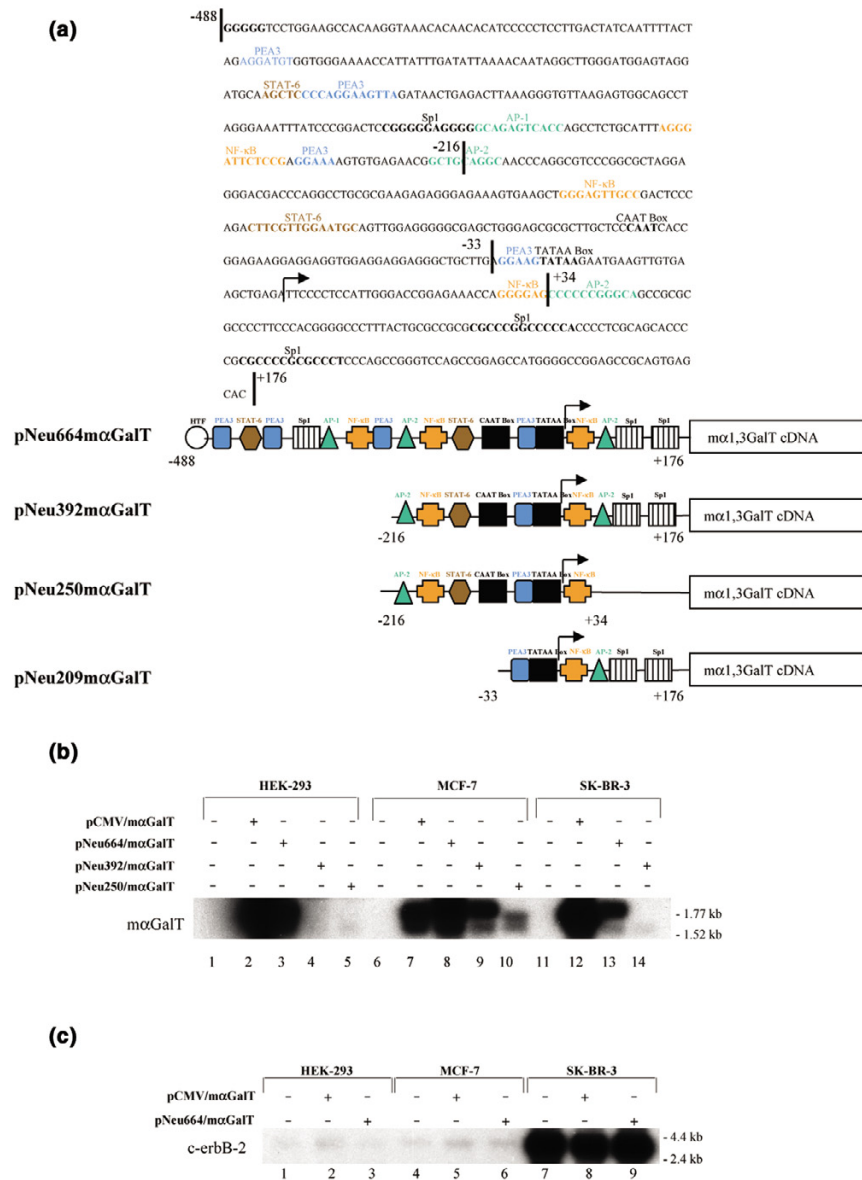 (a)
-488
GGGGGTCCTGGAAGCCACAAGGTAAACACAACACATCCCCCTCCTTGACTATCAATTTTACT
PEA3
AGAGGATGTGGTGGGAAAACCATTATTTGATATTAAAACAATAGGCTTGGGATGGAGTAGG
STAT-6 PEA3
ATGCAAGCTCCCCAGGAAGTTAGATAACTGAGACTTAAAGGGTGTTAAGAGTGGCAGCCT
Sp1 AP-1
AGGGAAATTTATCCCGGACTCCGGGGGAGGGGGCAGAGTCACCAGCCTCTGCATTTAGGG
NF-κB PEA3 -216 AP-2
ATTCTCCGAGGAAAAGTGTGAGAACGGCTGCAGGCAACCCAGGCGTCCCGGCGCTAGGA
NF-κB
GGGACGACCCAGGCCTGCGCGAAGAGAGGGAGAAAGTGAAGCTGGGAGTTGCCGACTCCC
STAT-6 CAAT Box
AGACTTCGTTGGAATGCAGTTGGAGGGGGCGAGCTGGGAGCGCGCTTGCTCCCAATCACC
-33 PEA3 TATAA Box
GGAGAAGGAGGAGGTGGAGGAGGAGGGCTGCTTGAGGAAGTATAAGAATGAAGTTGTGA
NF-κB +34 AP-2
AGCTGAGATTCCCCTCCATTGGGACCGGAGAAACCAGGGGAGCCCCCCGGGCAGCCGCGC
Sp1
GCCCCTTCCCACGGGGCCCTTTACTGCGCCGCGCGCCCGGCCCCCACCCCTCGCAGCACCC
Sp1
CGCGCCCCGCGCCCTCCCAGCCGGGTCCAGCCGGAGCCATGGGGCCGGAGCCGCAGTGAG
CAC +176
HTF PEA3 STAT-6 PEA3 Sp1 AP-1 NF-κB PEA3 AP-2 NF-κB STAT-6 CAAT Box PEA3 TATAA Box NF-κB AP-2 Sp1 Sp1
pNeu664mαGalT mα1,3GalT cDNA
-488 +176
AP-2 NF-κB STAT-6 CAAT Box PEA3 TATAA Box NF-κB AP-2 Sp1 Sp1
pNeu392mαGalT mα1,3GalT cDNA
-216 +176
AP-2 NF-κB STAT-6 CAAT Box PEA3 TATAA Box NF-κB
pNeu250mαGalT mα1,3GalT cDNA
-216 +34
PEA3 TATAA Box NF-κB AP-2 Sp1 Sp1
pNeu209mαGalT mα1,3GalT cDNA
-33 +176
(b)
HEK-293 MCF-7 SK-BR-3
pCMV/mαGalT - + - - - - + - - - - + - -
pNeu664/mαGalT - - + - - - - + - - - - + -
pNeu392/mαGalT - - - + - - - - + - - - - +
pNeu250/mαGalT - - - - + - - - - + - - - -
mαGalT
- 1.77 kb
- 1.52 kb
1 2 3 4 5 6 7 8 9 10 11 12 13 14
(c)
HEK-293 MCF-7 SK-BR-3
pCMV/mαGalT - + - - + - - + -
pNeu664/mαGalT - - + - - + - - +
c-erbB-2
- 4.4 kb
- 2.4 kb
1 2 3 4 5 6 7 8 9